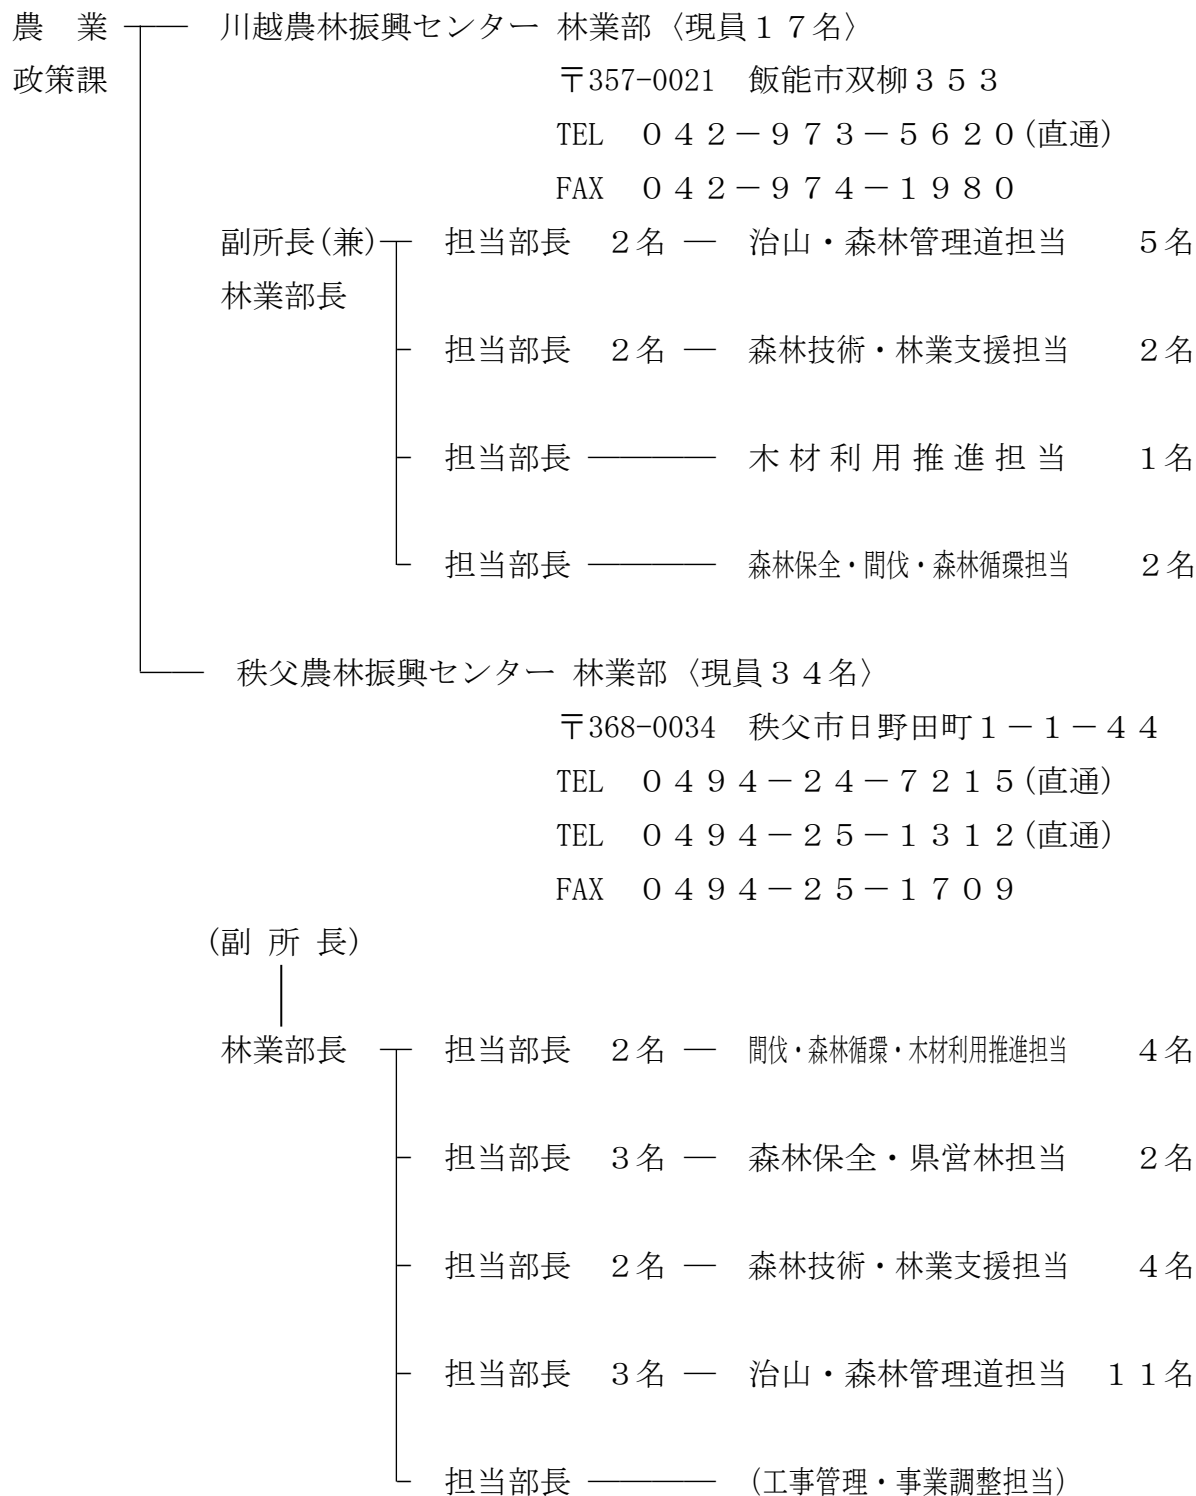 農　業　川越農林振興センター 林業部〈現員１７名〉
政策課　〒357-0021　飯能市双柳３５３
TEL　０４２－９７３－５６２０(直通)
FAX　０４２－９７４－１９８０
副所長(兼)　担当部長　２名 ― 治山・森林管理道担当　５名
林業部長
担当部長　２名 ― 森林技術・林業支援担当　２名
担当部長 ―――― 木材利用推進担当　１名
担当部長 ―――― 森林保全・間伐・森林循環担当　２名
秩父農林振興センター 林業部〈現員３４名〉
〒368-0034　秩父市日野田町１－１－４４
TEL　０４９４－２４－７２１５(直通)
TEL　０４９４－２５－１３１２(直通)
FAX　０４９４－２５－１７０９
(副 所 長)
林業部長　担当部長　２名 ― 間伐・森林循環・木材利用推進担当　４名
担当部長　３名 ― 森林保全・県営林担当　２名
担当部長　２名 ― 森林技術・林業支援担当　４名
担当部長　３名 ― 治山・森林管理道担当　１１名
担当部長 ―――― (工事管理・事業調整担当)